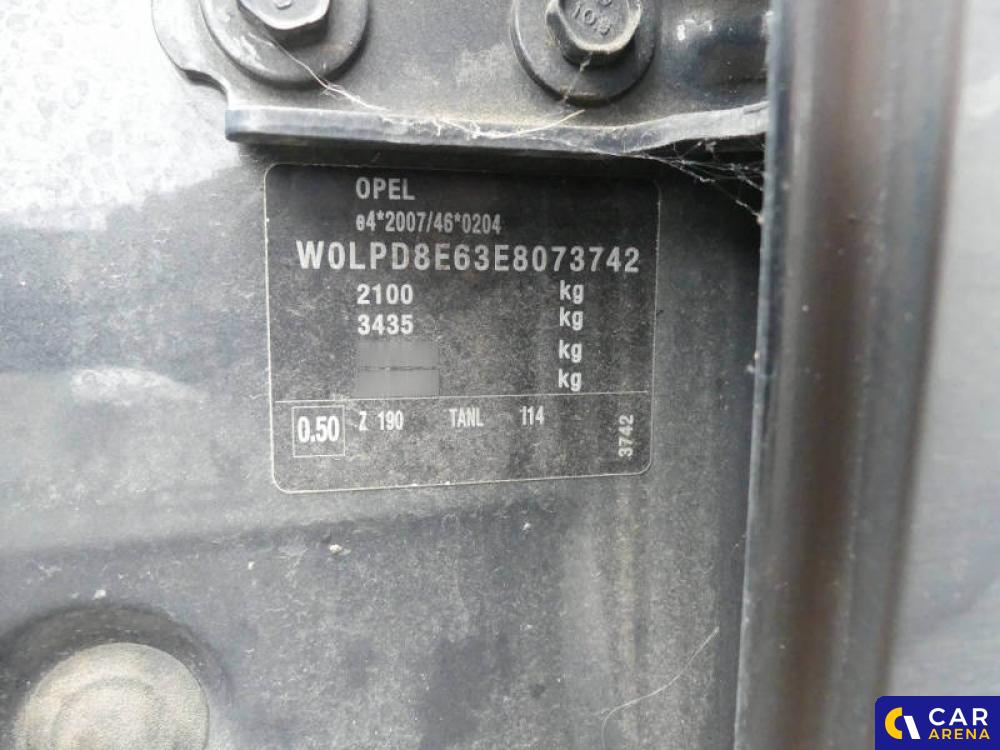 OPEL
e4*2007/46*0204
W0LPD8E63E8073742
2100 kg
3435 kg
kg
kg
0.50 Z 190 TANL 114
3742
CAR
ARENA